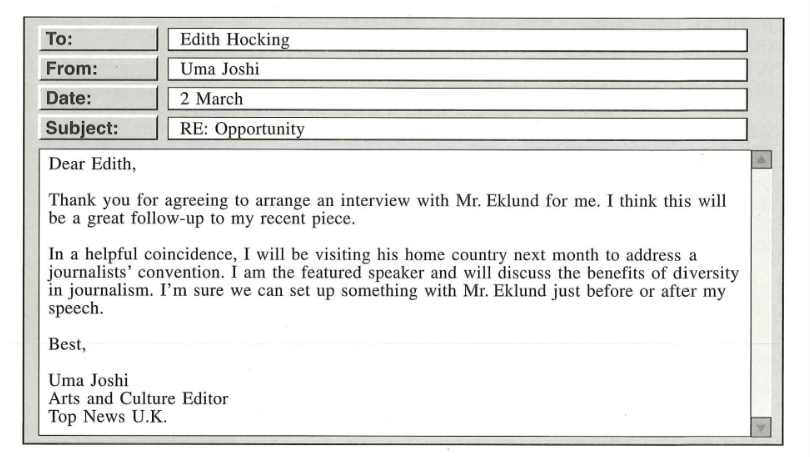 To: Edith Hocking
From: Uma Joshi
Date: 2 March
Subject: RE: Opportunity
Dear Edith,
Thank you for agreeing to arrange an interview with Mr. Eklund for me. I think this will
be a great follow-up to my recent piece.
In a helpful coincidence, I will be visiting his home country next month to address a
journalists' convention. I am the featured speaker and will discuss the benefits of diversity
in journalism. I'm sure we can set up something with Mr. Eklund just before or after my
speech.
Best,
Uma Joshi
Arts and Culture Editor
Top News U.K.